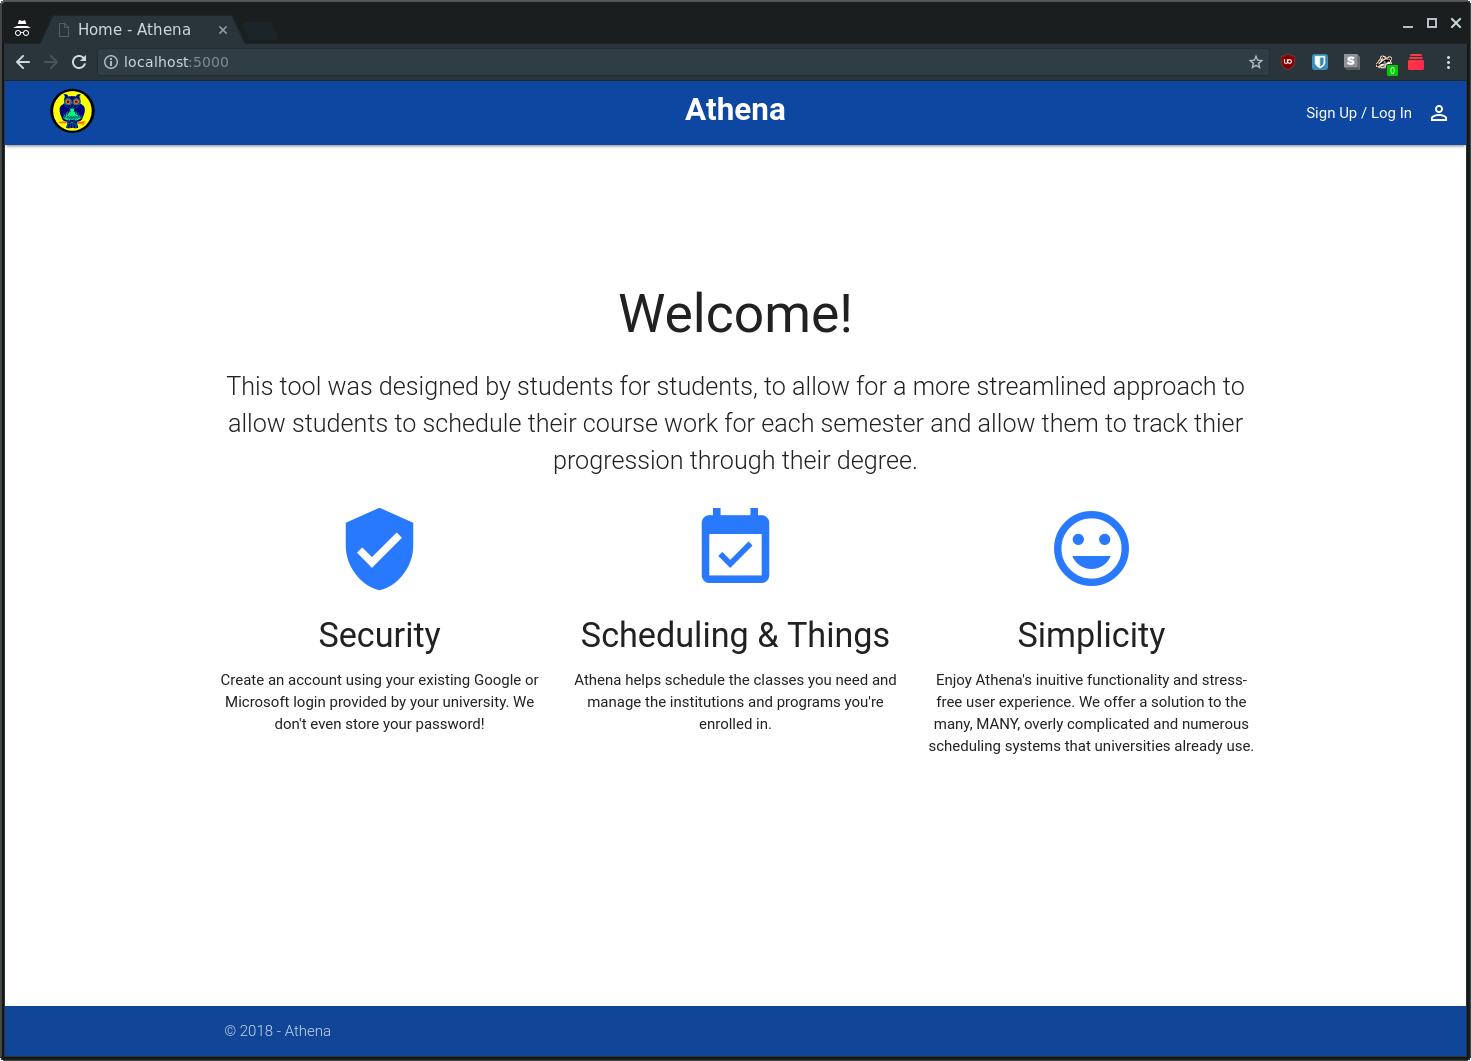 Home - Athena
localhost:5000
Athena
Sign Up / Log In
Welcome!
This tool was designed by students for students, to allow for a more streamlined approach to
allow students to schedule their course work for each semester and allow them to track thier
progression through their degree.
Security
Create an account using your existing Google or
Microsoft login provided by your university. We
don't even store your password!
Scheduling & Things
Athena helps schedule the classes you need and
manage the institutions and programs you're
enrolled in.
Simplicity
Enjoy Athena's inuitive functionality and stress-
free user experience. We offer a solution to the
many, MANY, overly complicated and numerous
scheduling systems that universities already use.
© 2018 - Athena